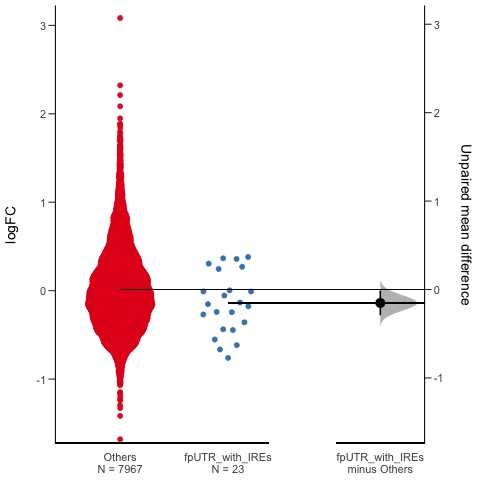 logFC
3
2
1
0
-1
3
2
1
0
-1
Unpaired mean difference
Others
N = 7967
fpUTR_with_IREs
N = 23
fpUTR_with_IREs
minus Others